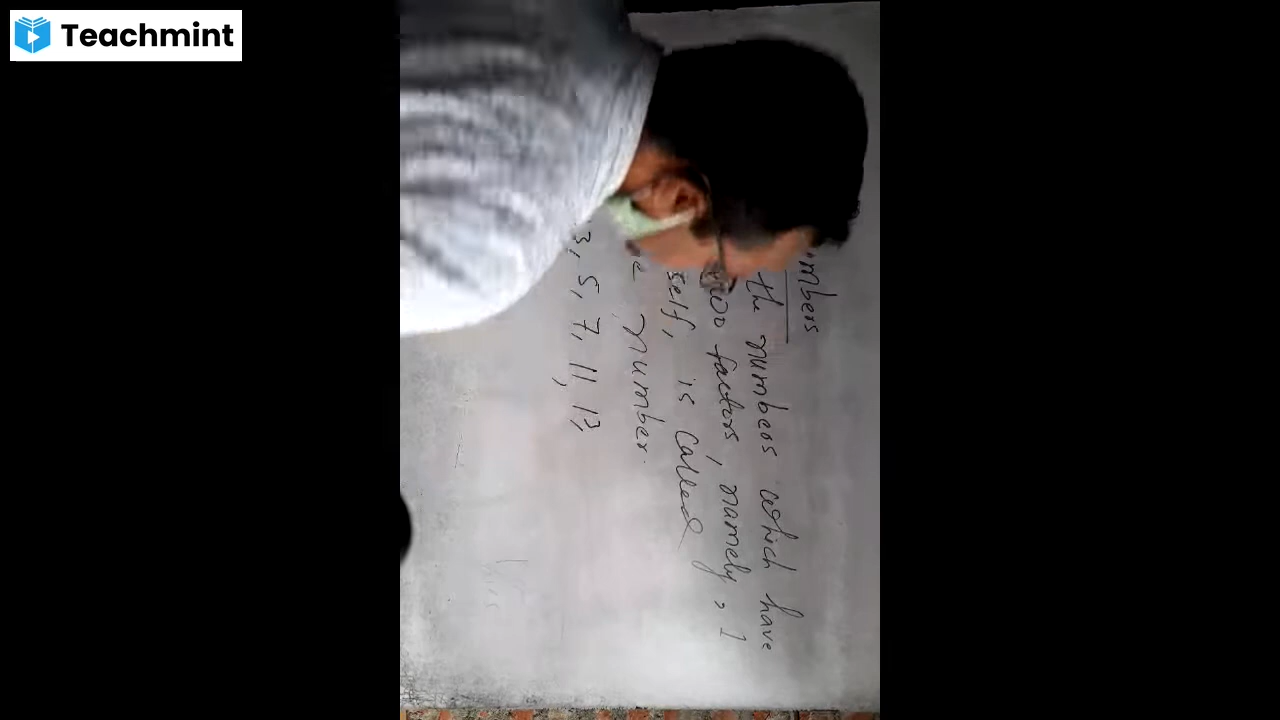 Teachmint
mbers
the numbers which have
two factors, namely, 1
self, is called
e number.
3, 5, 7, 11, 13,